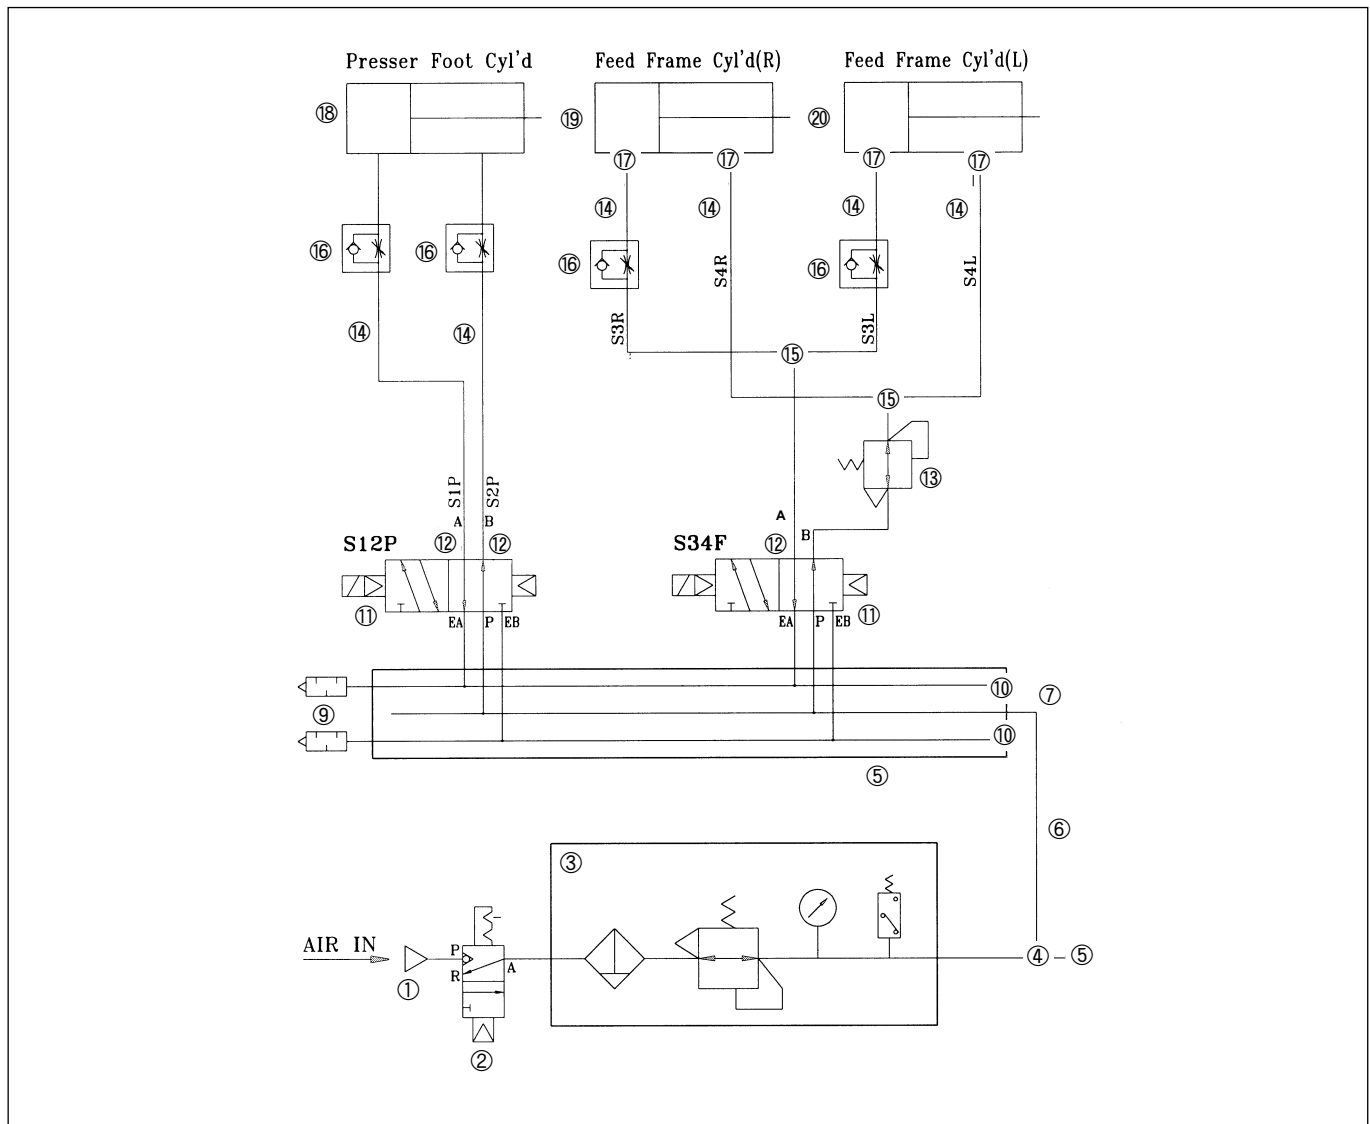 Presser Foot Cyl'd
Feed Frame Cyl'd(R)
Feed Frame Cyl'd(L)
⑱
⑲
⑳
⑰
⑰
⑰
⑰
⑭
⑭
⑭
⑭
⑯
⑯
⑯
⑯
S4R
S4L
S3R
S3L
⑭
⑭
⑮
⑮
⑬
S1P
S2P
A
B
A
B
S12P
⑫
⑫
S34F
⑫
⑪
EA
P
EB
EA
P
EB
⑪
⑩
⑦
⑨
⑩
⑤
⑥
③
AIR IN
P
R
A
①
②
④
⑤